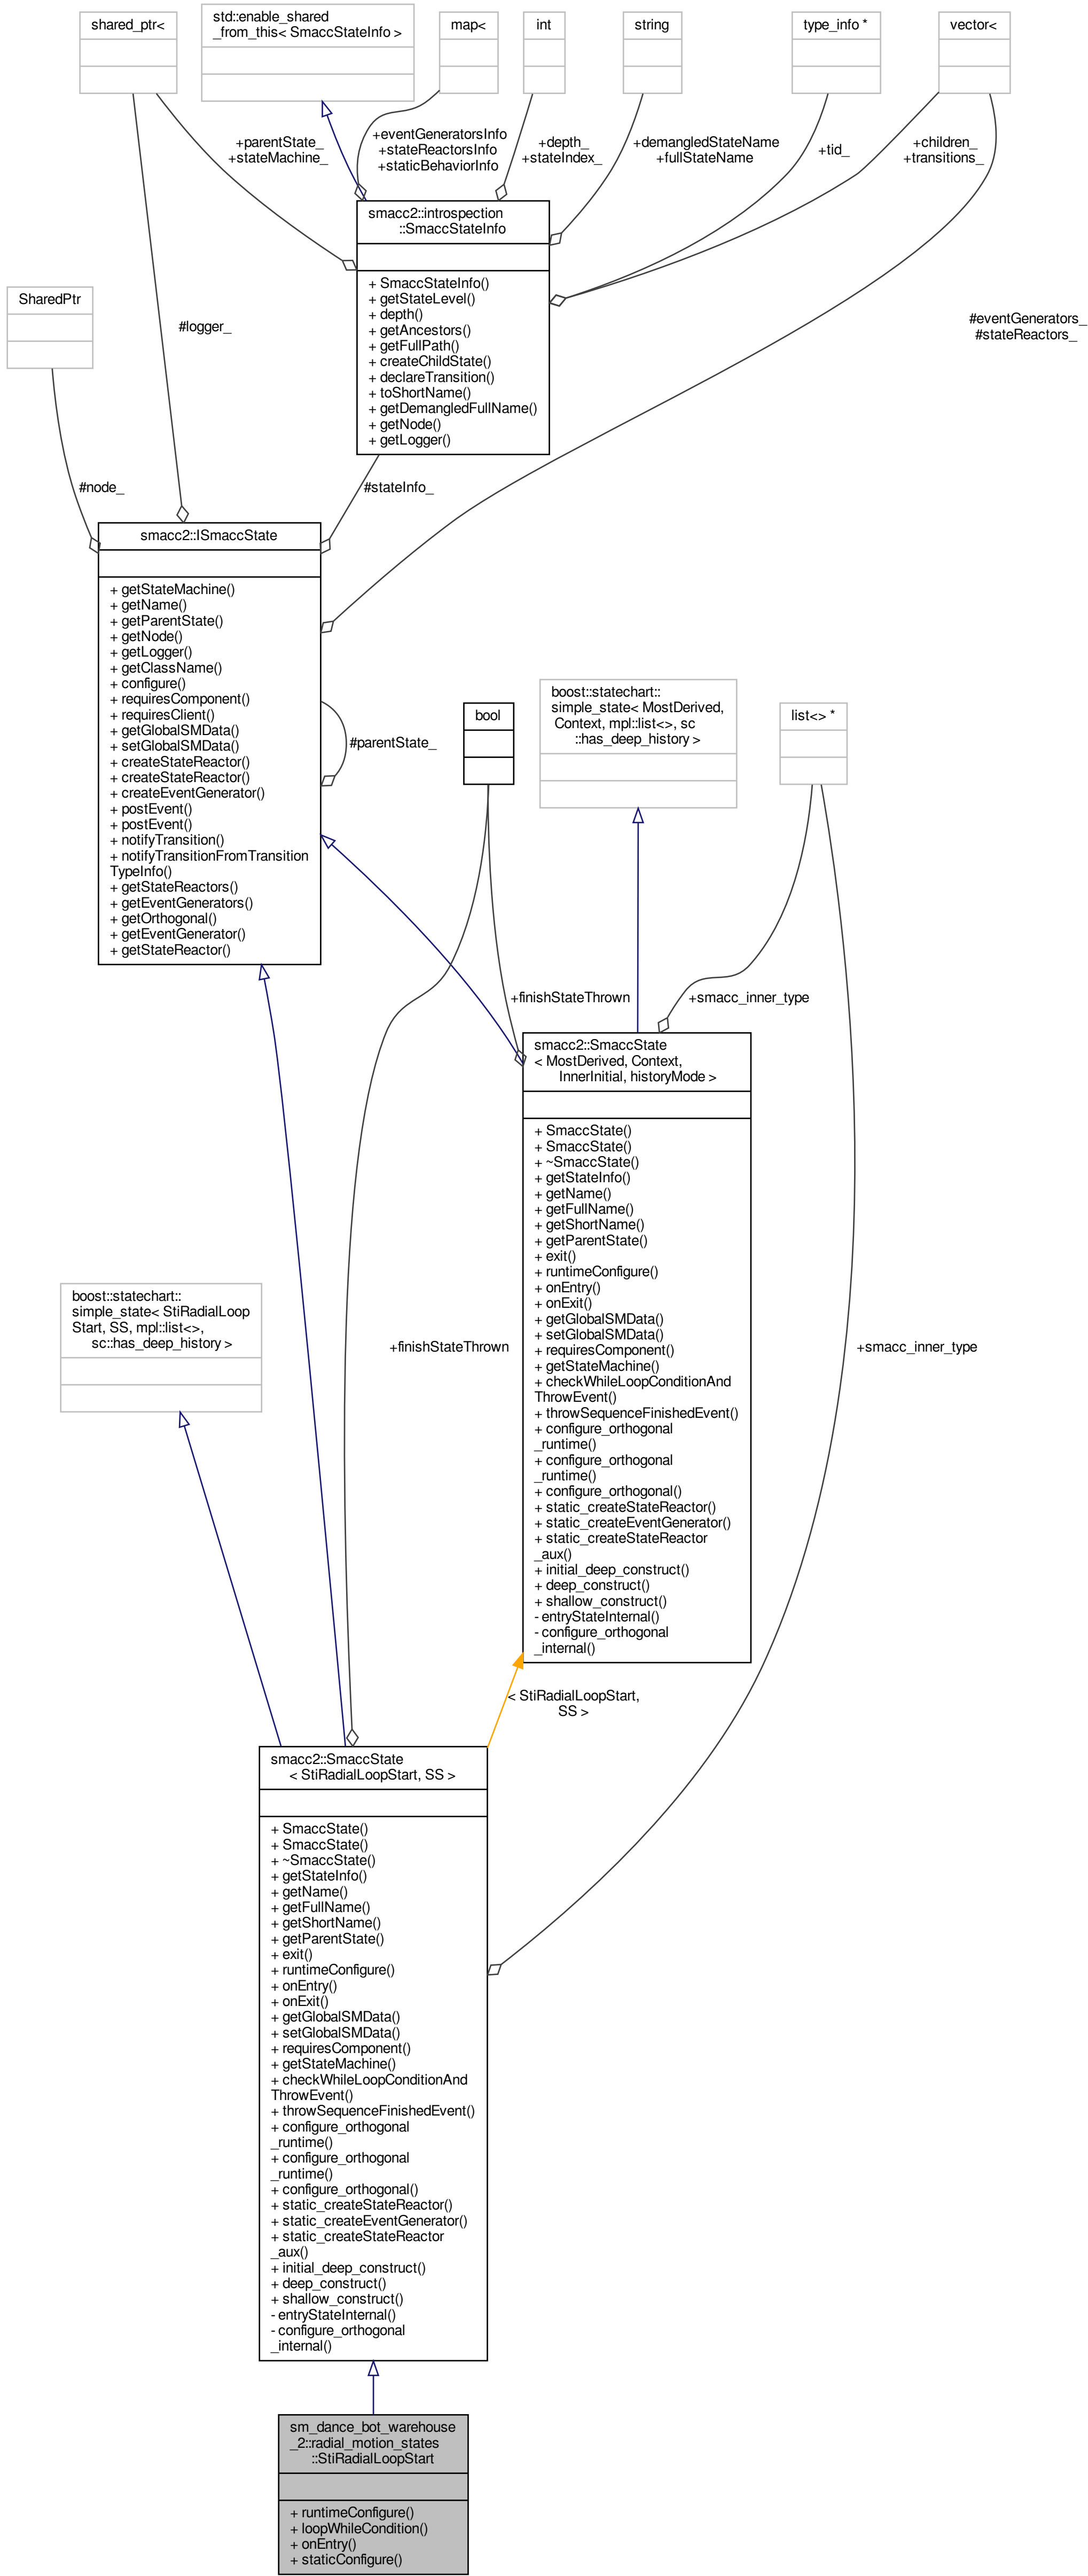 shared_ptr<
std::enable_shared
_from_this< SmaccStateInfo >
map<
int
string
type_info *
vector<
+parentState_
+stateMachine_
+eventGeneratorsInfo
+stateReactorsInfo
+staticBehaviorInfo
+depth_
+stateIndex_
+demangledStateName
+fullStateName
+tid_
+children_
+transitions_
smacc2::introspection
::SmaccStateInfo
+ SmaccStateInfo()
+ getStateLevel()
+ depth()
+ getAncestors()
+ getFullPath()
+ createChildState()
+ declareTransition()
+ toShortName()
+ getDemangledFullName()
+ getNode()
+ getLogger()
SharedPtr
#logger_
#eventGenerators_
#stateReactors_
#node_
#stateInfo_
smacc2::ISmaccState
+ getStateMachine()
+ getName()
+ getParentState()
+ getNode()
+ getLogger()
+ getClassName()
+ configure()
+ requiresComponent()
+ requiresClient()
+ getGlobalSMData()
+ setGlobalSMData()
+ createStateReactor()
+ createStateReactor()
+ createEventGenerator()
+ postEvent()
+ postEvent()
+ notifyTransition()
+ notifyTransitionFromTransition
TypeInfo()
+ getStateReactors()
+ getEventGenerators()
+ getOrthogonal()
+ getEventGenerator()
+ getStateReactor()
#parentState_
bool
boost::statechart::
simple_state< MostDerived,
Context, mpl::list<>, sc
::has_deep_history >
list<> *
+finishStateThrown
+smacc_inner_type
smacc2::SmaccState
< MostDerived, Context,
InnerInitial, historyMode >
+ SmaccState()
+ SmaccState()
+ ~SmaccState()
+ getStateInfo()
+ getName()
+ getFullName()
+ getShortName()
+ getParentState()
+ exit()
+ runtimeConfigure()
+ onEntry()
+ onExit()
+ getGlobalSMData()
+ setGlobalSMData()
+ requiresComponent()
+ getStateMachine()
+ checkWhileLoopConditionAnd
ThrowEvent()
+ throwSequenceFinishedEvent()
+ configure_orthogonal
_runtime()
+ configure_orthogonal
_runtime()
+ configure_orthogonal()
+ static_createStateReactor()
+ static_createEventGenerator()
+ static_createStateReactor
_aux()
+ initial_deep_construct()
+ deep_construct()
+ shallow_construct()
- entryStateInternal()
- configure_orthogonal
_internal()
boost::statechart::
simple_state< StiRadialLoop
Start, SS, mpl::list<>,
sc::has_deep_history >
+finishStateThrown
+smacc_inner_type
< StiRadialLoopStart,
SS >
smacc2::SmaccState
< StiRadialLoopStart, SS >
+ SmaccState()
+ SmaccState()
+ ~SmaccState()
+ getStateInfo()
+ getName()
+ getFullName()
+ getShortName()
+ getParentState()
+ exit()
+ runtimeConfigure()
+ onEntry()
+ onExit()
+ getGlobalSMData()
+ setGlobalSMData()
+ requiresComponent()
+ getStateMachine()
+ checkWhileLoopConditionAnd
ThrowEvent()
+ throwSequenceFinishedEvent()
+ configure_orthogonal
_runtime()
+ configure_orthogonal
_runtime()
+ configure_orthogonal()
+ static_createStateReactor()
+ static_createEventGenerator()
+ static_createStateReactor
_aux()
+ initial_deep_construct()
+ deep_construct()
+ shallow_construct()
- entryStateInternal()
- configure_orthogonal
_internal()
sm_dance_bot_warehouse
_2::radial_motion_states
::StiRadialLoopStart
+ runtimeConfigure()
+ loopWhileCondition()
+ onEntry()
+ staticConfigure()